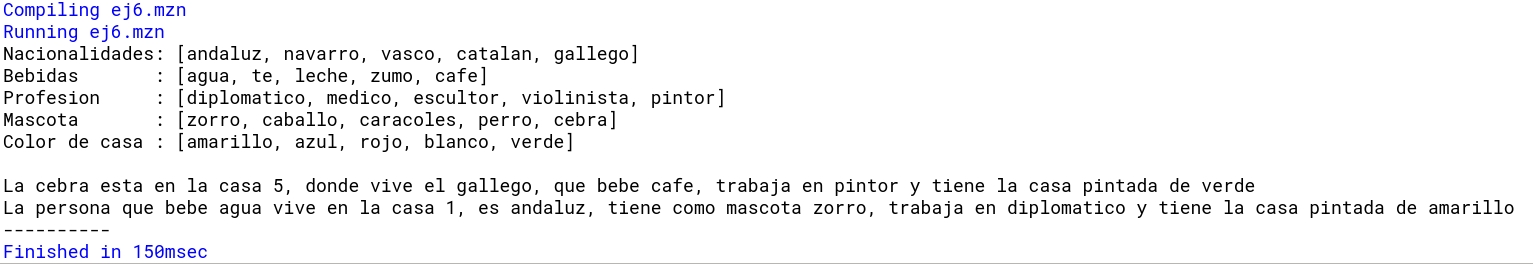 Compiling ej6.mzn
Running ej6.mzn
Nacionalidades: [andaluz, navarro, vasco, catalan, gallego]
Bebidas       : [agua, te, leche, zumo, cafe]
Profesion     : [diplomatico, medico, escultor, violinista, pintor]
Mascota       : [zorro, caballo, caracoles, perro, cebra]
Color de casa : [amarillo, azul, rojo, blanco, verde]

La cebra esta en la casa 5, donde vive el gallego, que bebe cafe, trabaja en pintor y tiene la casa pintada de verde
La persona que bebe agua vive en la casa 1, es andaluz, tiene como mascota zorro, trabaja en diplomatico y tiene la casa pintada de amarillo
----------
Finished in 150msec